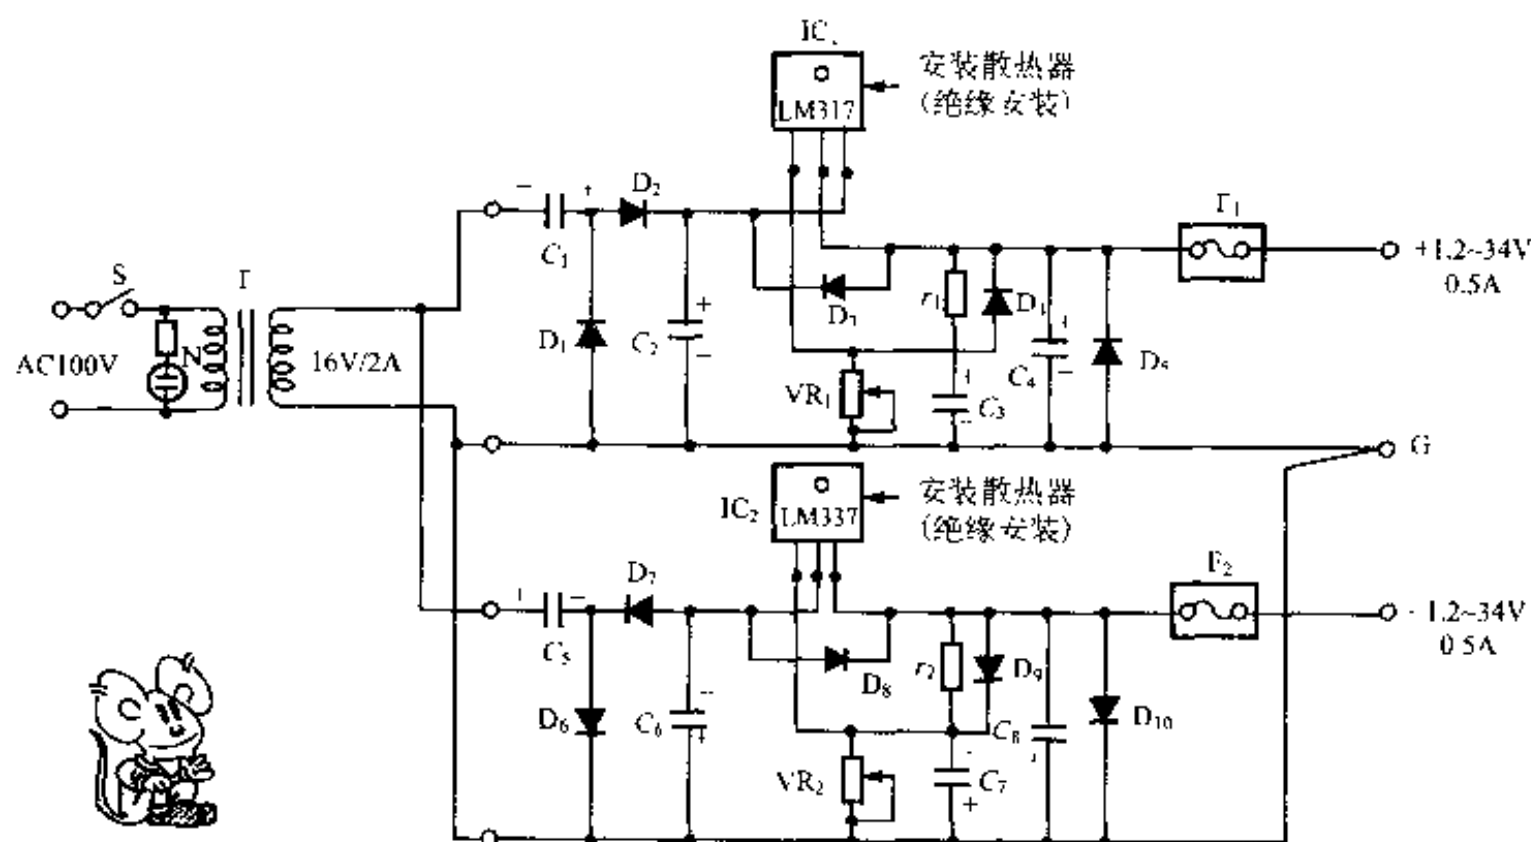 IC
安装散热器
(绝缘安装)
LM317
D₂
C₁
S
AC100V
N
16V/2A
D₁
C₂
D₃
r₁
VR₁
C₃
C₄
D₅
+1.2~34V
0.5A
G
IC₂
LM337
安装散热器
(绝缘安装)
F₂
D₇
C₅
D₆
C₆
D₈
r₂
D₉
C₈
D₁₀
VR₂
C₇
-1.2~34V
0.5A